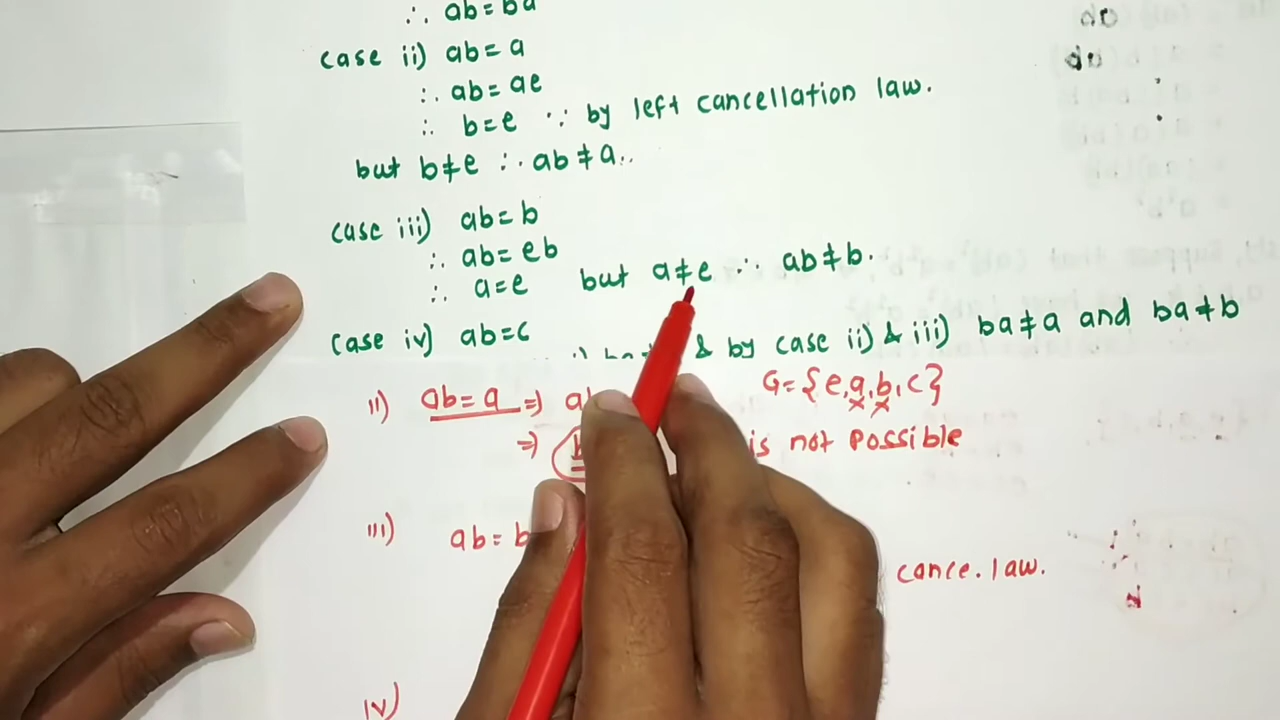 ∴ ab = ba
case ii) ab = a
∴ ab = ae
∴ b = e ∵ by left cancellation law.
but b ≠ e ∴ ab ≠ a.
case iii) ab = b
∴ ab = eb
∴ a = e but a ≠ e ∴ ab ≠ b.
case iv) ab = c
& by case ii) & iii) ba ≠ a and ba ≠ b
ii) ab = a ⇒ G = {e, a, b, c}
⇒ is not possible
iii) ab = b
cance. law.
iv)